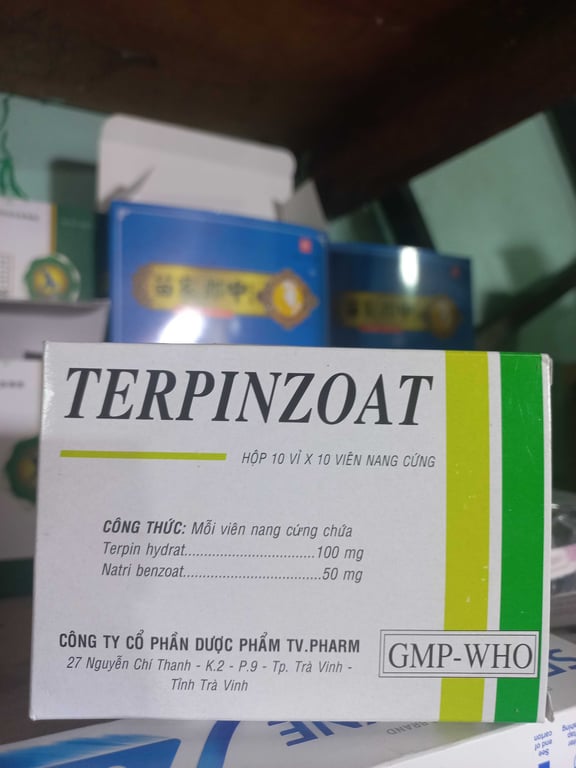 TERPINZOAT
HỘP 10 VỈ X 10 VIÊN NANG CỨNG
CÔNG THỨC: Mỗi viên nang cứng chứa
Terpin hydrat................................100 mg
Natri benzoat..................................50 mg
CÔNG TY CỔ PHẦN DƯỢC PHẨM TV.PHARM
27 Nguyễn Chí Thanh - K.2 - P.9 - Tp. Trà Vinh -
Tỉnh Trà Vinh
GMP-WHO
BRAND